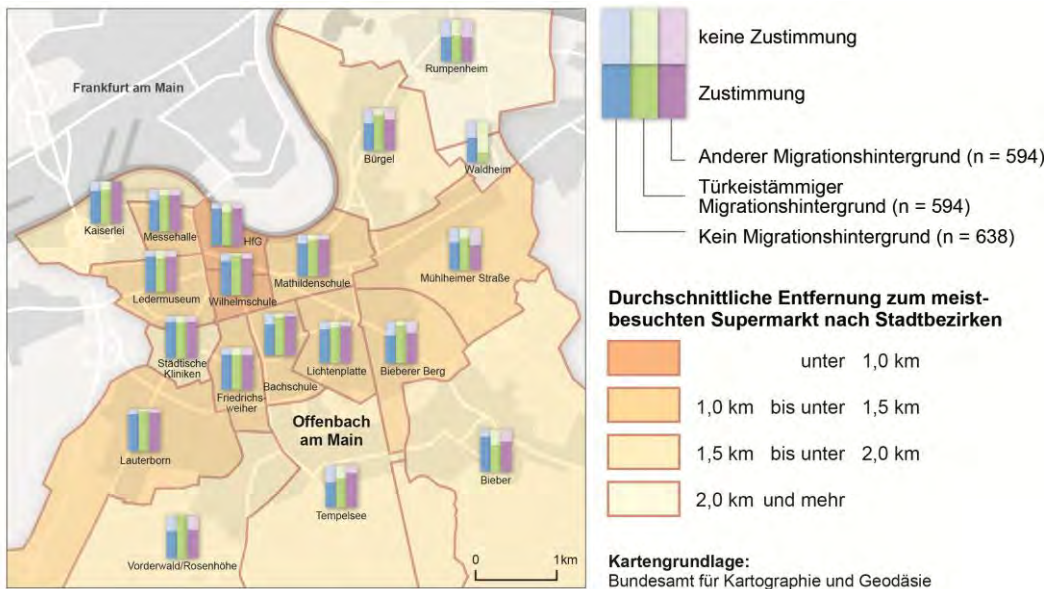 Frankfurt am Main
Rumpenheim
Bürgel
Waldheim
Kaiserlei
Messehalle
HfG
Mühlheimer Straße
Ledermuseum
Wilhelmschule
Mathildenschule
Städtische
Kliniken
Friedrichs-
weiher
Bachschule
Lichtenplatte
Bieberer Berg
Offenbach
am Main
Lauterborn
Bieber
Tempelsee
Vorderwald/Rosenhöhe
0 1km
keine Zustimmung
Zustimmung
Anderer Migrationshintergrund (n = 594)
Türkeistämmiger
Migrationshintergrund (n = 594)
Kein Migrationshintergrund (n = 638)
Durchschnittliche Entfernung zum meist-
besuchten Supermarkt nach Stadtbezirken
unter 1,0 km
1,0 km bis unter 1,5 km
1,5 km bis unter 2,0 km
2,0 km und mehr
Kartengrundlage:
Bundesamt für Kartographie und Geodäsie